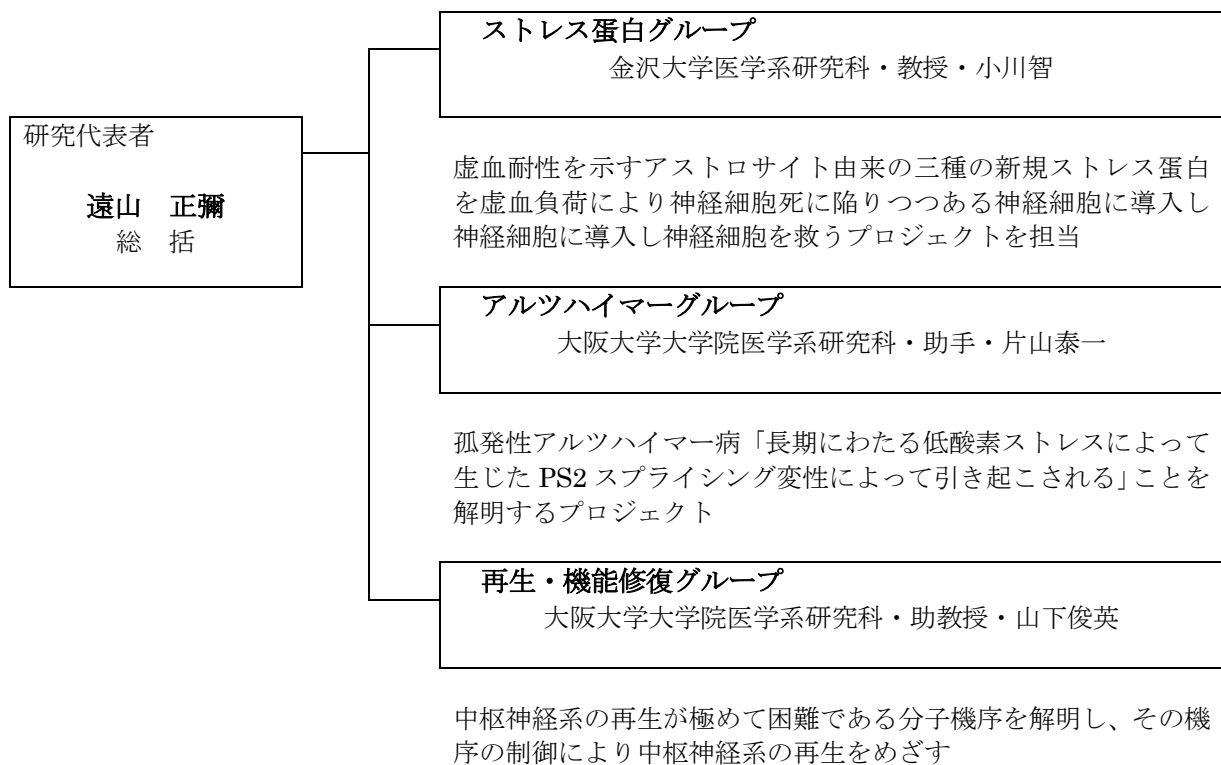 ストレス蛋白グループ
金沢大学医学系研究科・教授・小川智
研究代表者
遠山 正彌
総 括
虚血耐性を示すアストロサイト由来の三種の新規ストレス蛋白
を虚血負荷により神経細胞死に陥りつつある神経細胞に導入し
神経細胞に導入し神経細胞を救うプロジェクトを担当
アルツハイマーグループ
大阪大学大学院医学系研究科・助手・片山泰一
孤発性アルツハイマー病「長期にわたる低酸素ストレスによって
生じた PS2 スプライシング変性によって引き起こされる」ことを
解明するプロジェクト
再生・機能修復グループ
大阪大学大学院医学系研究科・助教授・山下俊英
中枢神経系の再生が極めて困難である分子機序を解明し、その機
序の制御により中枢神経系の再生をめざす